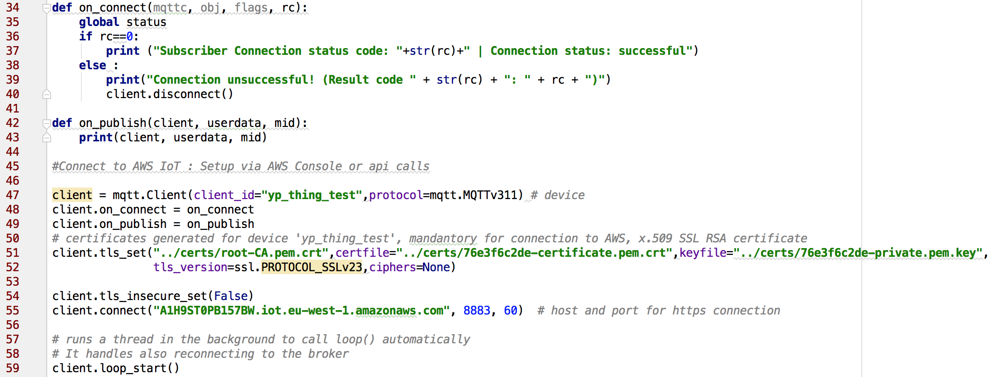 34 def on_connect(mqttc, obj, flags, rc):
35     global status
36     if rc==0:
37         print ("Subscriber Connection status code: "+str(rc)+" | Connection status: successful")
38     else :
39         print("Connection unsuccessful! (Result code " + str(rc) + ": " + rc + ")")
40         client.disconnect()
41
42 def on_publish(client, userdata, mid):
43     print(client, userdata, mid)
44
45 #Connect to AWS IoT : Setup via AWS Console or api calls
46
47 client = mqtt.Client(client_id="yp_thing_test",protocol=mqtt.MQTTv311) # device
48 client.on_connect = on_connect
49 client.on_publish = on_publish
50 # certificates generated for device 'yp_thing_test', mandantory for connection to AWS, x.509 SSL RSA certificate
51 client.tls_set("../certs/root-CA.pem.crt",certfile="../certs/76e3f6c2de-certificate.pem.crt",keyfile="../certs/76e3f6c2de-private.pem.key",
52                tls_version=ssl.PROTOCOL_SSLv23,ciphers=None)
53
54 client.tls_insecure_set(False)
55 client.connect("A1H9ST0PB157BW.iot.eu-west-1.amazonaws.com", 8883, 60)  # host and port for https connection
56
57 # runs a thread in the background to call loop() automatically
58 # It handles also reconnecting to the broker
59 client.loop_start()